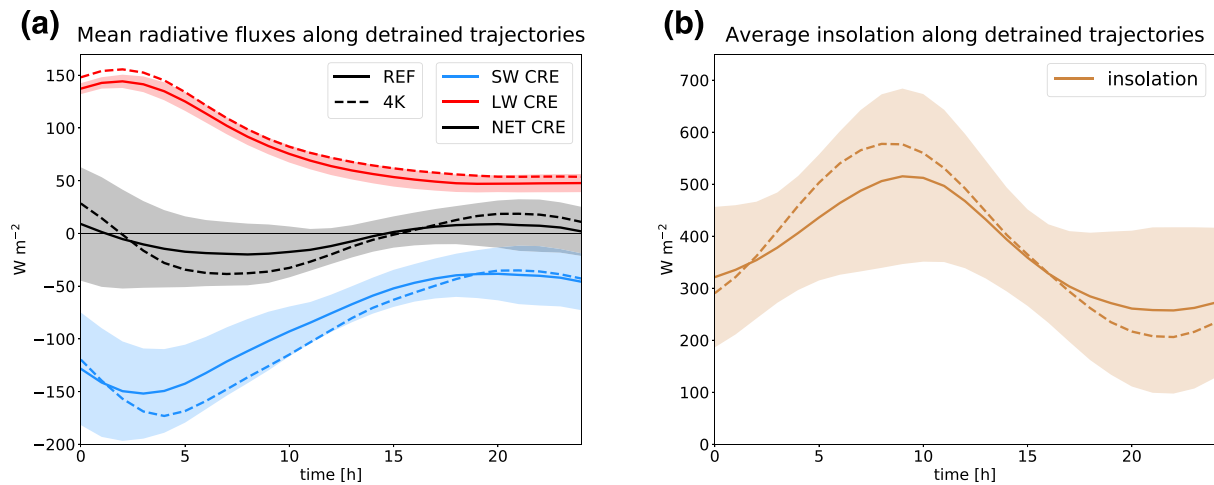 (a)
Mean radiative fluxes along detrained trajectories
REF
4K
SW CRE
LW CRE
NET CRE
150
100
50
0
−50
−100
−150
−200
W m⁻²
0 5 10 15 20
time [h]
(b)
Average insolation along detrained trajectories
insolation
700
600
500
400
300
200
100
0
W m⁻²
0 5 10 15 20
time [h]